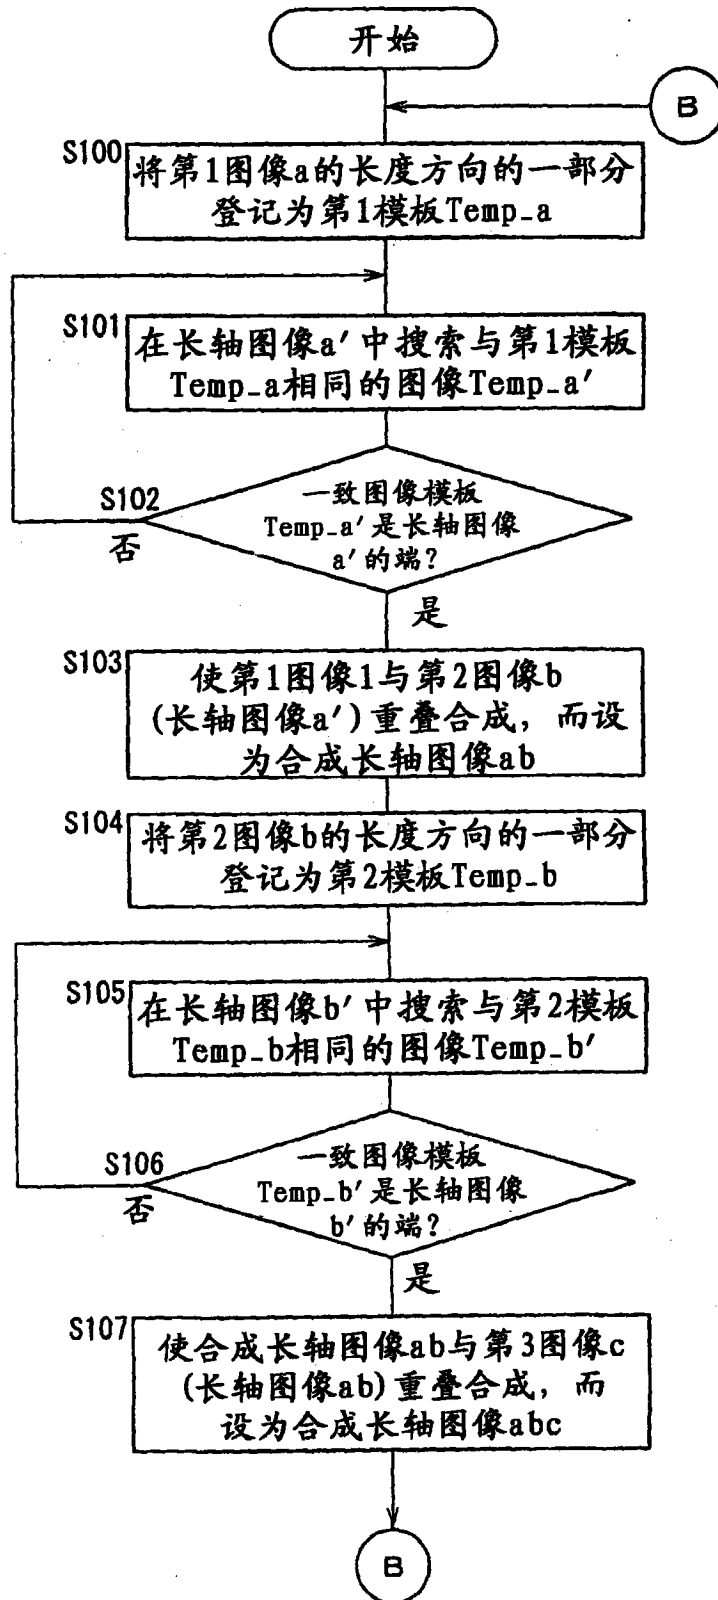 开始
B
S100
将第1图像a的长度方向的一部分
登记为第1模板Temp_a
S101
在长轴图像a′中搜索与第1模板
Temp_a相同的图像Temp_a′
S102
一致图像模板
Temp_a′是长轴图像
a′的端?
否
是
S103
使第1图像1与第2图像b
(长轴图像a′)重叠合成，而设
为合成长轴图像ab
S104
将第2图像b的长度方向的一部分
登记为第2模板Temp_b
S105
在长轴图像b′中搜索与第2模板
Temp_b相同的图像Temp_b′
S106
一致图像模板
Temp_b′是长轴图像
b′的端?
否
是
S107
使合成长轴图像ab与第3图像c
(长轴图像ab)重叠合成，而
设为合成长轴图像abc
B